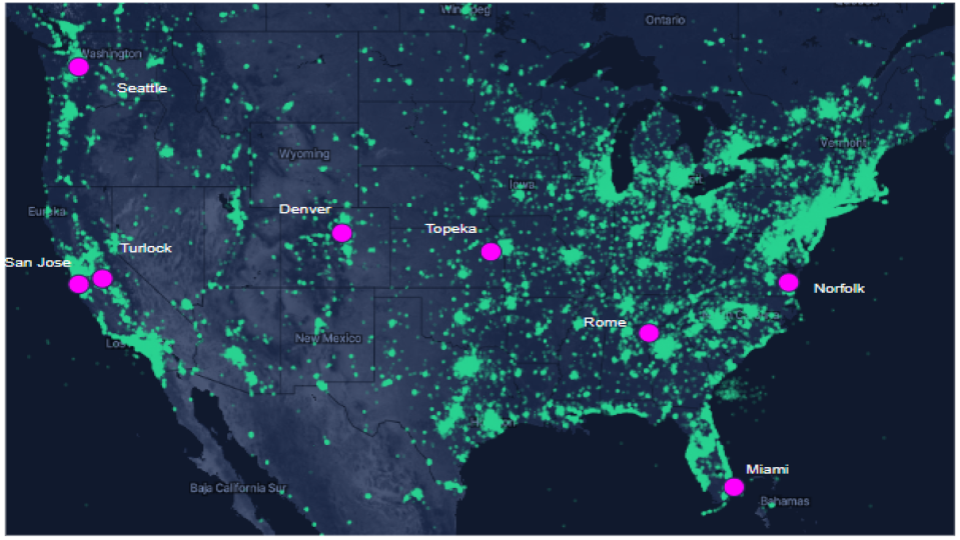 Winnipeg
Ontario
Washington
Seattle
Vermont
Wyoming
Iowa
Denver
Eureka
Topeka
Turlock
San Jose
Norfolk
Rome
New Mexico
Los
Miami
Baja California Sur
Bahamas